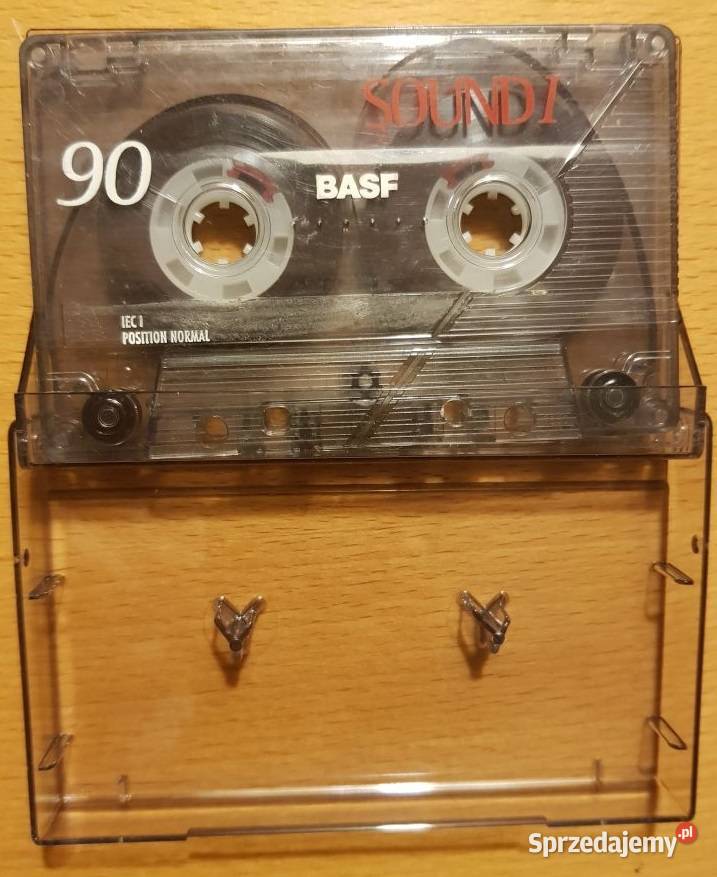 SOUND I
90
BASF
IEC I
POSITION NORMAL
Sprzedajemy.pl